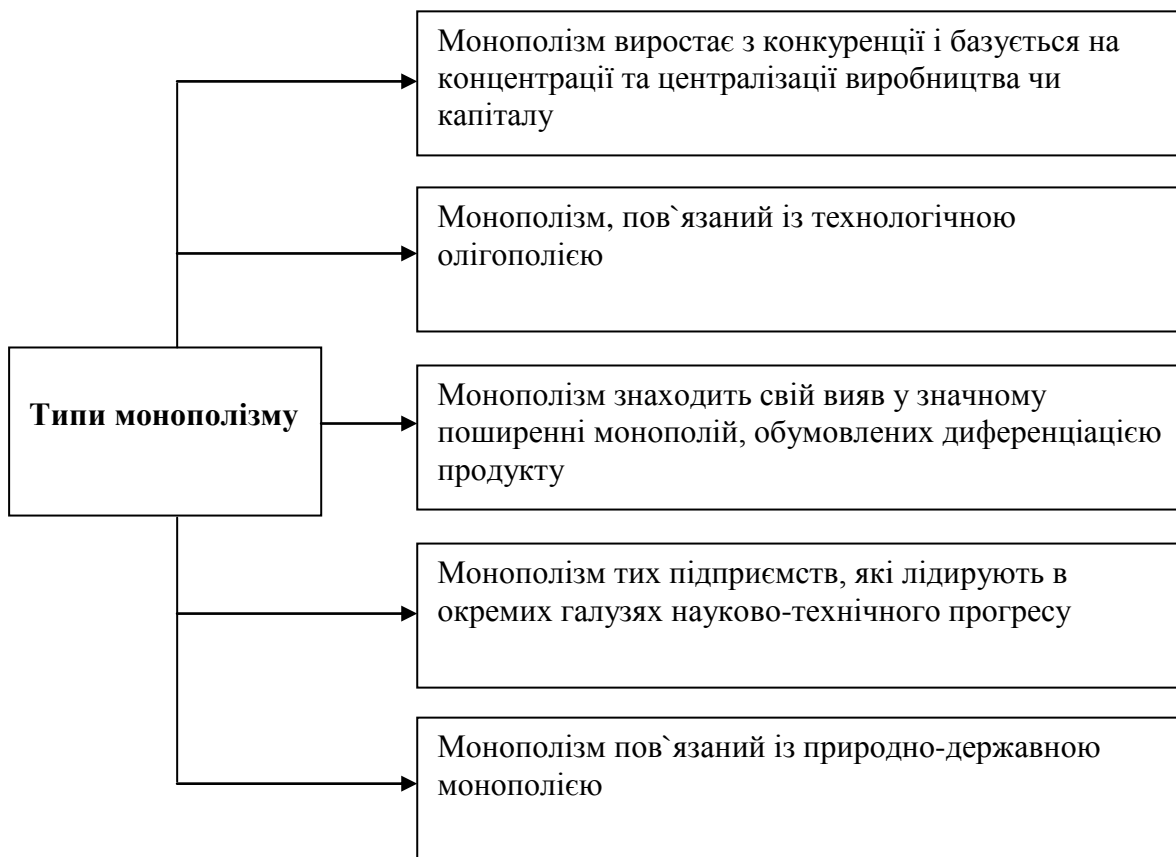 Монополізм виростає з конкуренції і базується на
концентрації та централізації виробництва чи
капіталу
Монополізм, пов`язаний із технологічною
олігополією
Типи монополізму
Монополізм знаходить свій вияв у значному
поширенні монополій, обумовлених диференціацією
продукту
Монополізм тих підприємств, які лідирують в
окремих галузях науково-технічного прогресу
Монополізм пов`язаний із природно-державною
монополією